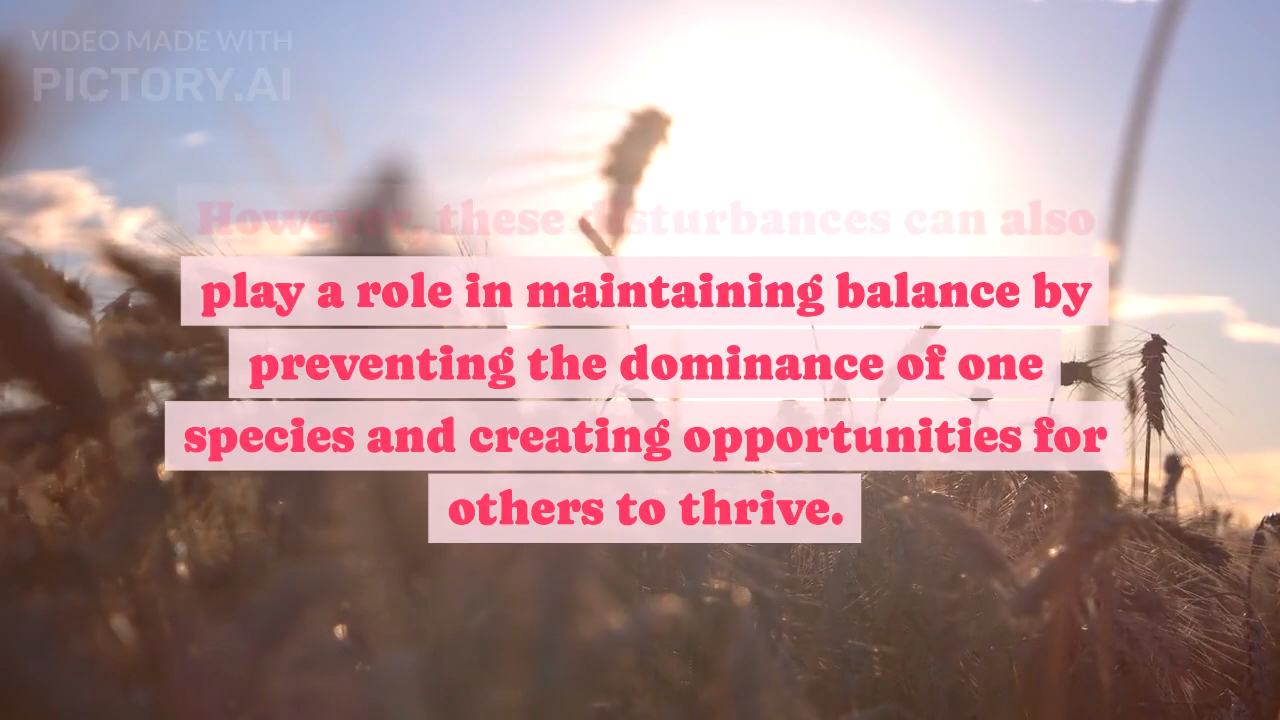 VIDEO MADE WITH
PICTORY.AI
However, these disturbances can also
play a role in maintaining balance by
preventing the dominance of one
species and creating opportunities for
others to thrive.